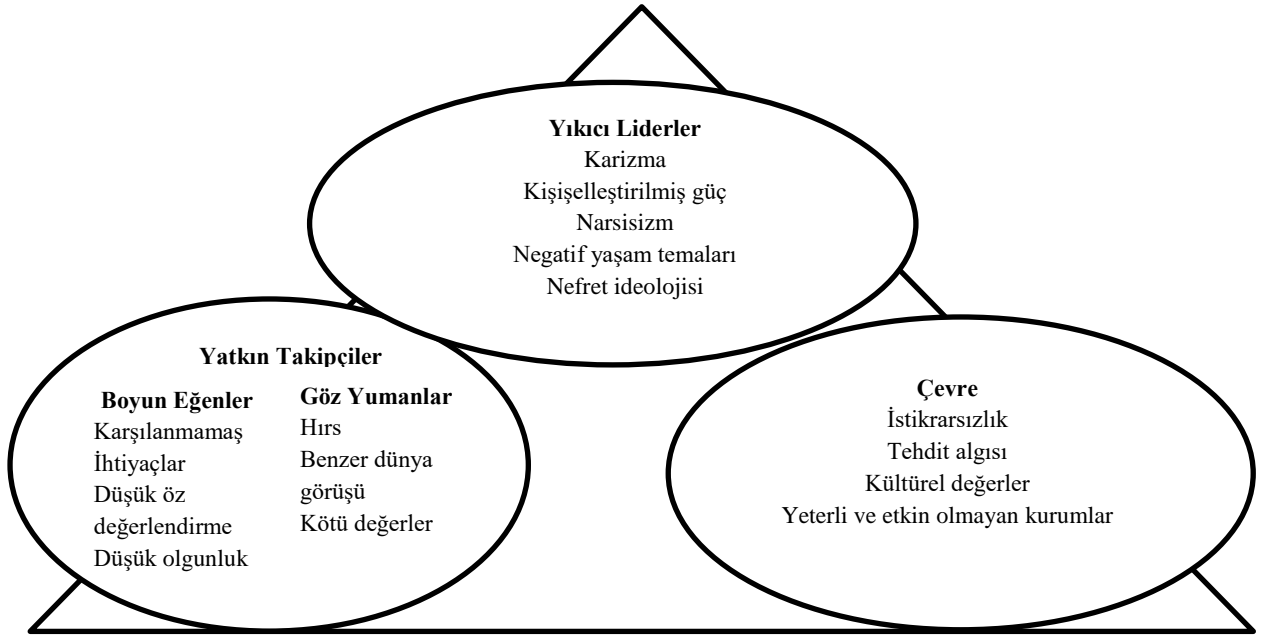 Yıkıcı Liderler
Karizma
Kişişelleştirilmiş güç
Narsisizm
Negatif yaşam temaları
Nefret ideolojisi
Yatkın Takipçiler
Boyun Eğenler
Karşılanmamaş
İhtiyaçlar
Düşük öz
değerlendirme
Düşük olgunluk
Göz Yumanlar
Hırs
Benzer dünya
görüşü
Kötü değerler
Çevre
İstikrarsızlık
Tehdit algısı
Kültürel değerler
Yeterli ve etkin olmayan kurumlar